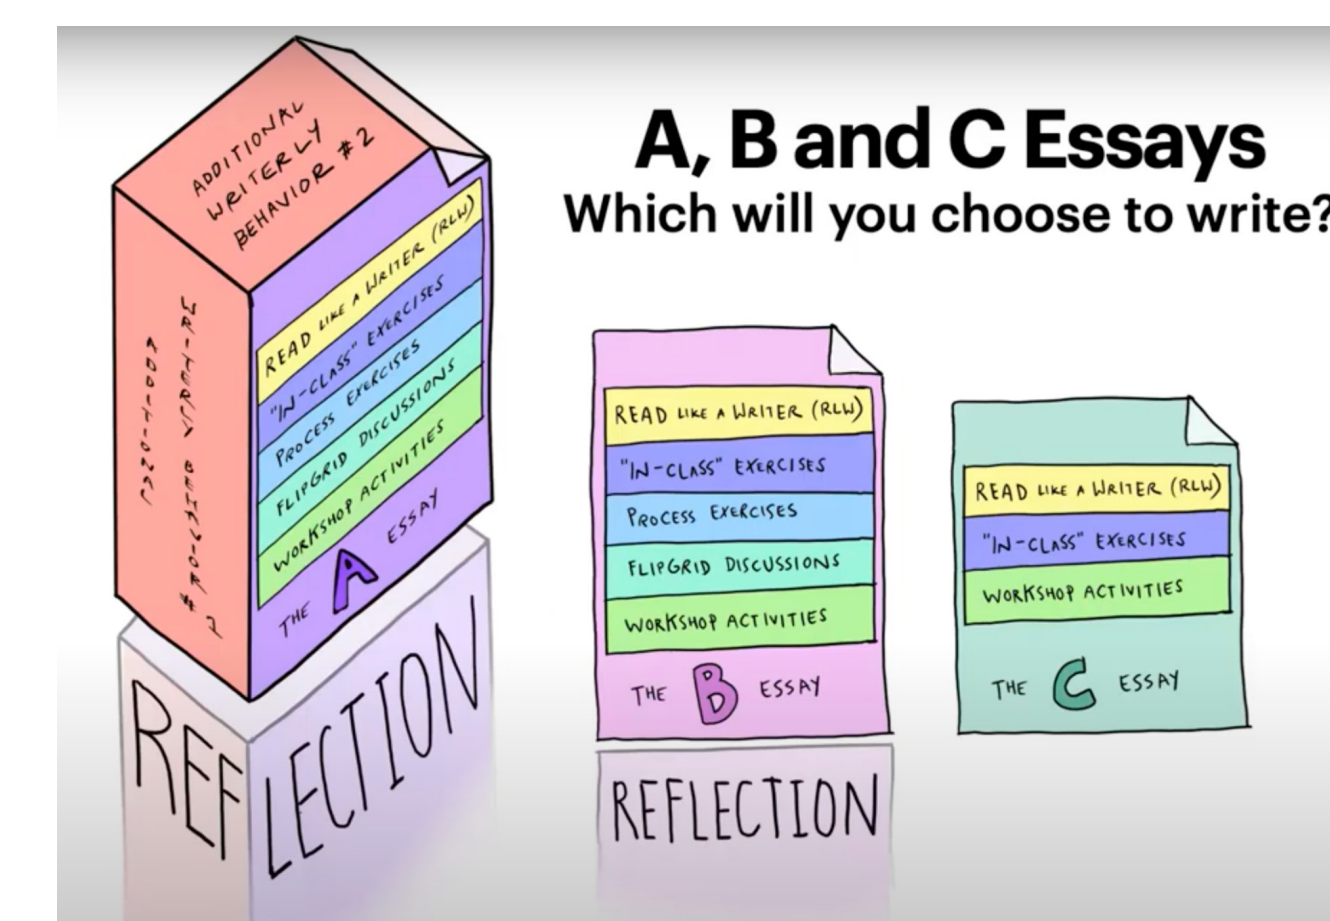 A, B and C Essays
Which will you choose to write?
ADDITIONAL
WRITERLY
BEHAVIOR #2
ADDITIONAL
WRITERLY BEHAVIOR #1
READ LIKE A WRITER (RLW)
"IN-CLASS" EXERCISES
PROCESS EXERCISES
FLIPGRID DISCUSSIONS
WORKSHOP ACTIVITIES
THE A ESSAY
REFLECTION
READ LIKE A WRITER (RLW)
"IN-CLASS" EXERCISES
PROCESS EXERCISES
FLIPGRID DISCUSSIONS
WORKSHOP ACTIVITIES
THE B ESSAY
REFLECTION
READ LIKE A WRITER (RLW)
"IN-CLASS" EXERCISES
WORKSHOP ACTIVITIES
THE C ESSAY